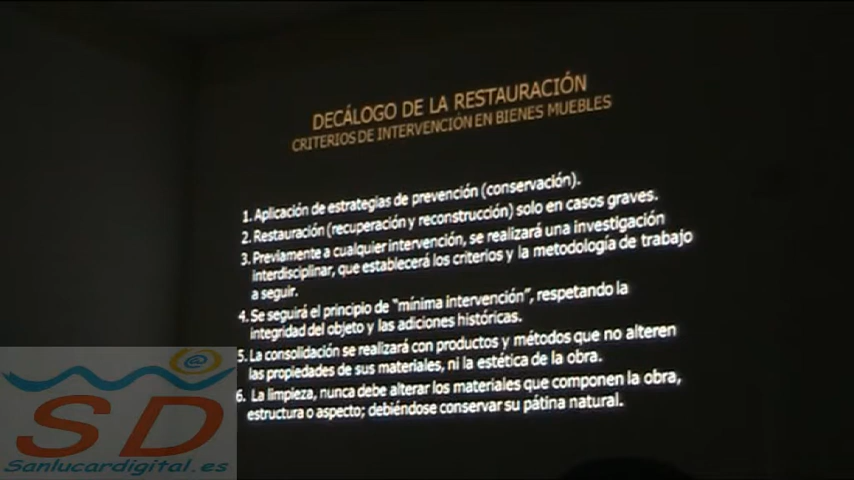 DECÁLOGO DE LA RESTAURACIÓN
CRITERIOS DE INTERVENCIÓN EN BIENES MUEBLES
1. Aplicación de estrategias de prevención (conservación).
2. Restauración (recuperación y reconstrucción) solo en casos graves.
3. Previamente a cualquier intervención, se realizará una investigación
interdisciplinar, que establecerá los criterios y la metodología de trabajo
a seguir.
4. Se seguirá el principio de "mínima intervención", respetando la
integridad del objeto y las adiciones históricas.
5. La consolidación se realizará con productos y métodos que no alteren
las propiedades de sus materiales, ni la estética de la obra.
6. La limpieza, nunca debe alterar los materiales que componen la obra,
estructura o aspecto; debiéndose conservar su pátina natural.
@
SD
Sanlucardigital.es